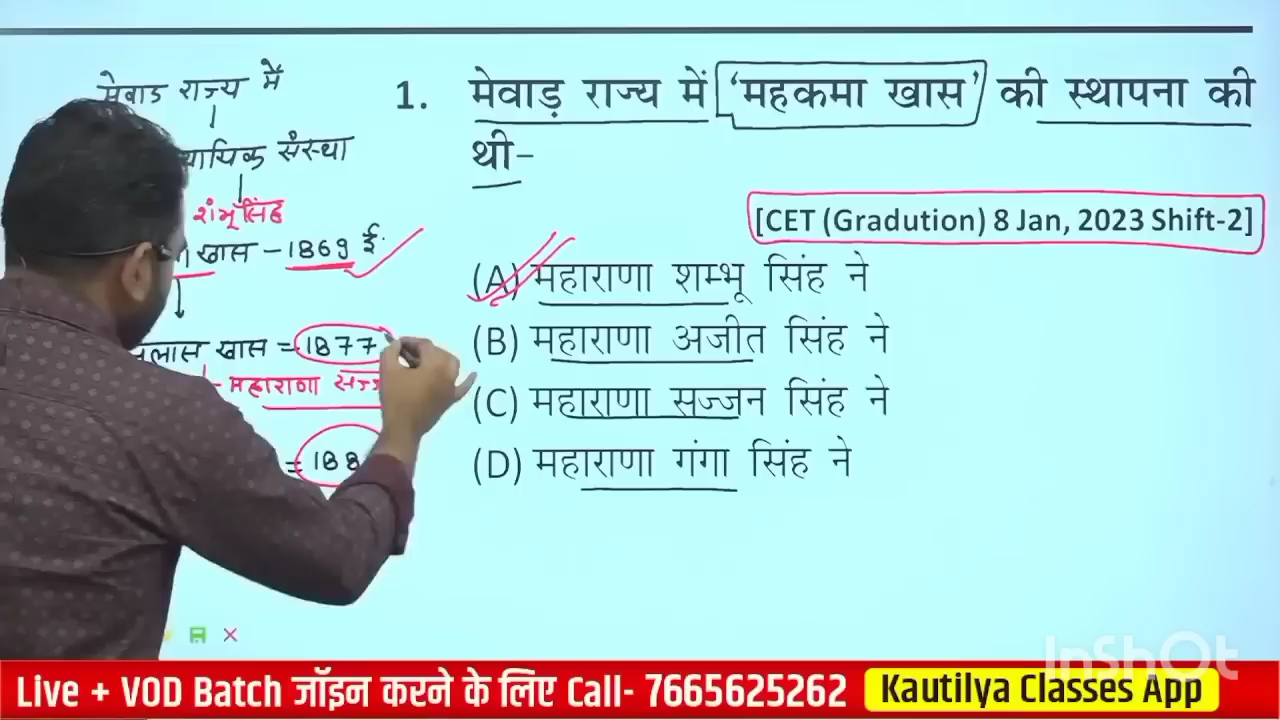 मेवाड राज्य में
संस्था
शंभूसिंह
खास – 1869 ई.
खास = 1877
महाराणा
= 188
1. मेवाड़ राज्य में 'महकमा खास' की स्थापना की
थी-
[CET (Gradution) 8 Jan, 2023 Shift-2]
(A) महाराणा शम्भू सिंह ने
(B) महाराणा अजीत सिंह ने
(C) महाराणा सज्जन सिंह ने
(D) महाराणा गंगा सिंह ने
InShOt
Live + VOD Batch जॉइन करने के लिए Call- 7665625262 Kautilya Classes App